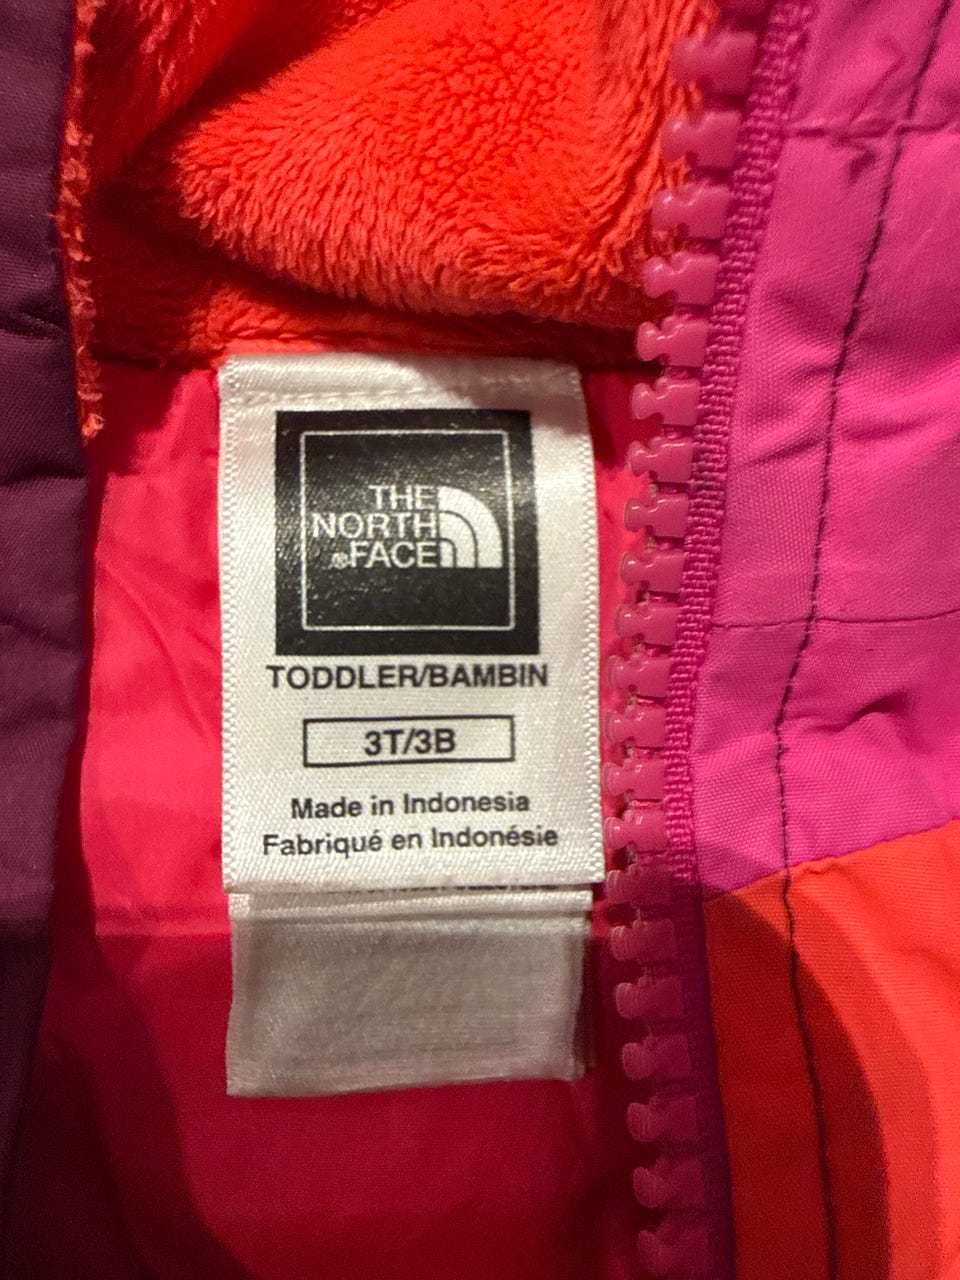 THE
NORTH
®FACE
TODDLER/BAMBIN
3T/3B
Made in Indonesia
Fabriqué en Indonésie